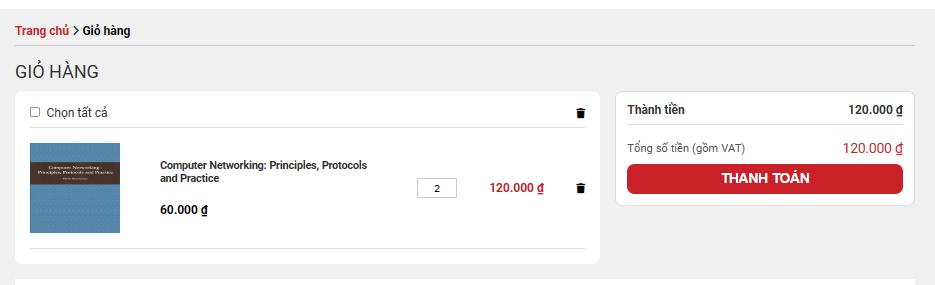 Trang chủ > Giỏ hàng
GIỎ HÀNG
Chọn tất cả
Computer Networking :
Principles, Protocols and Practice
Computer Networking: Principles, Protocols
and Practice
60.000 ₫
2
120.000 ₫
Thành tiền 120.000 ₫
Tổng số tiền (gồm VAT) 120.000 ₫
THANH TOÁN